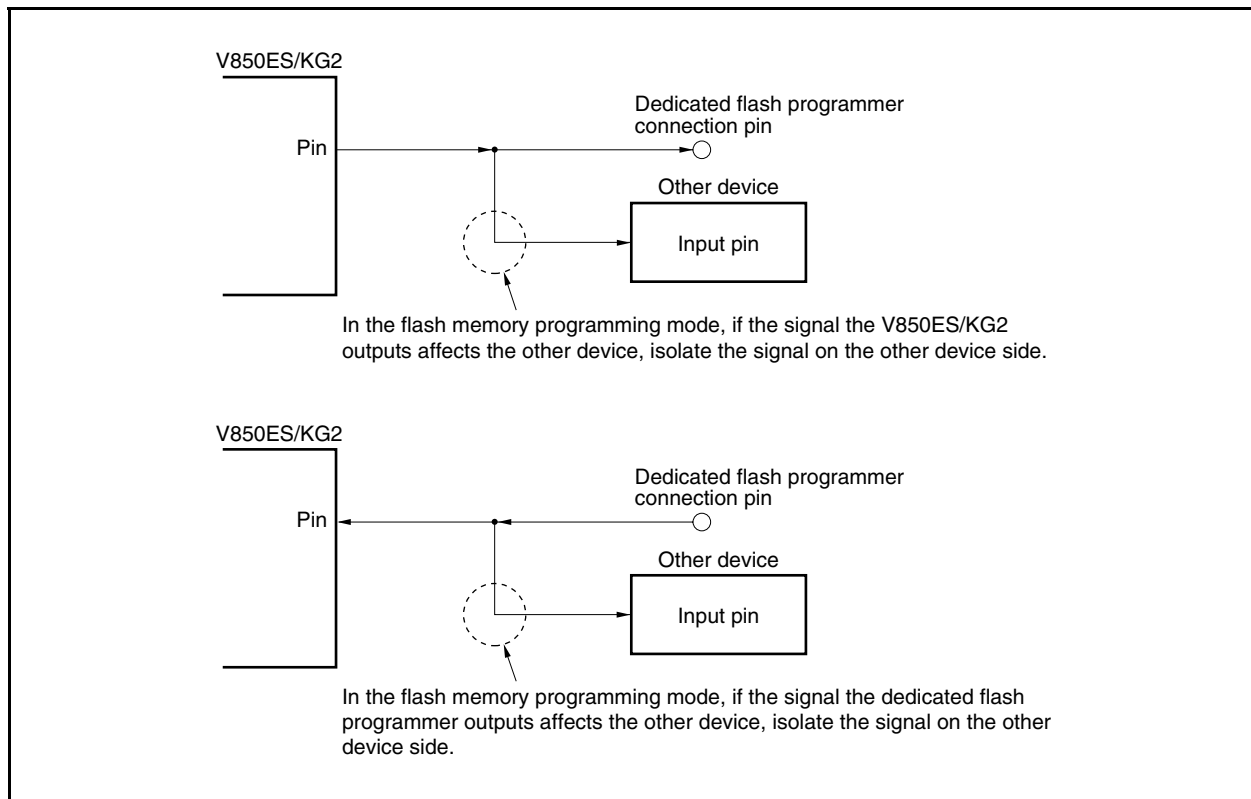 V850ES/KG2
Dedicated flash programmer
connection pin
Pin
Other device
Input pin
In the flash memory programming mode, if the signal the V850ES/KG2
outputs affects the other device, isolate the signal on the other device side.
V850ES/KG2
Dedicated flash programmer
connection pin
Pin
Other device
Input pin
In the flash memory programming mode, if the signal the dedicated flash
programmer outputs affects the other device, isolate the signal on the other
device side.